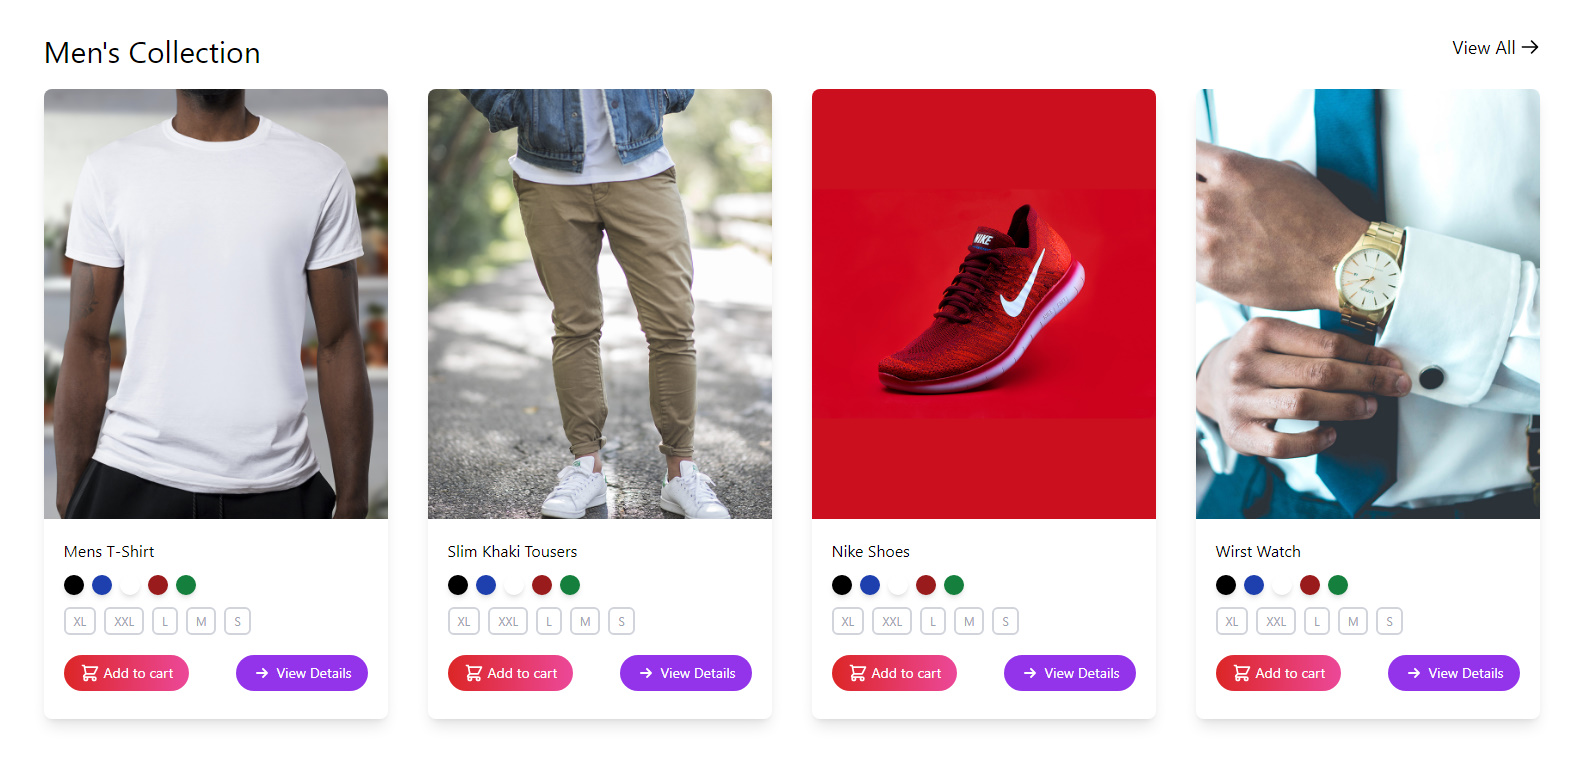 Men's Collection
View All
NIKE
Mens T-Shirt
XL XXL L M S
Add to cart
View Details
Slim Khaki Tousers
XL XXL L M S
Add to cart
View Details
Nike Shoes
XL XXL L M S
Add to cart
View Details
Wirst Watch
XL XXL L M S
Add to cart
View Details